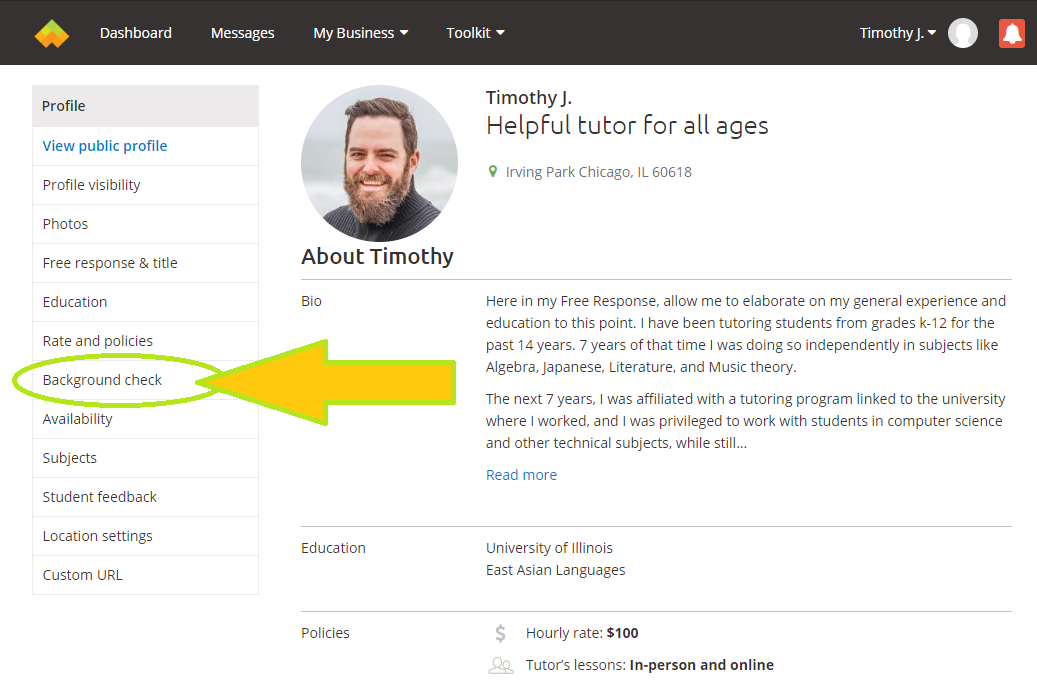 Dashboard Messages My Business Toolkit Timothy J.
Profile
View public profile
Profile visibility
Photos
Free response & title
Education
Rate and policies
Background check
Availability
Subjects
Student feedback
Location settings
Custom URL
Timothy J.
Helpful tutor for all ages
Irving Park Chicago, IL 60618
About Timothy
Bio
Here in my Free Response, allow me to elaborate on my general experience and
education to this point. I have been tutoring students from grades k-12 for the
past 14 years. 7 years of that time I was doing so independently in subjects like
Algebra, Japanese, Literature, and Music theory.
The next 7 years, I was affiliated with a tutoring program linked to the university
where I worked, and I was privileged to work with students in computer science
and other technical subjects, while still...
Read more
Education
University of Illinois
East Asian Languages
Policies
$ Hourly rate: $100
Tutor's lessons: In-person and online